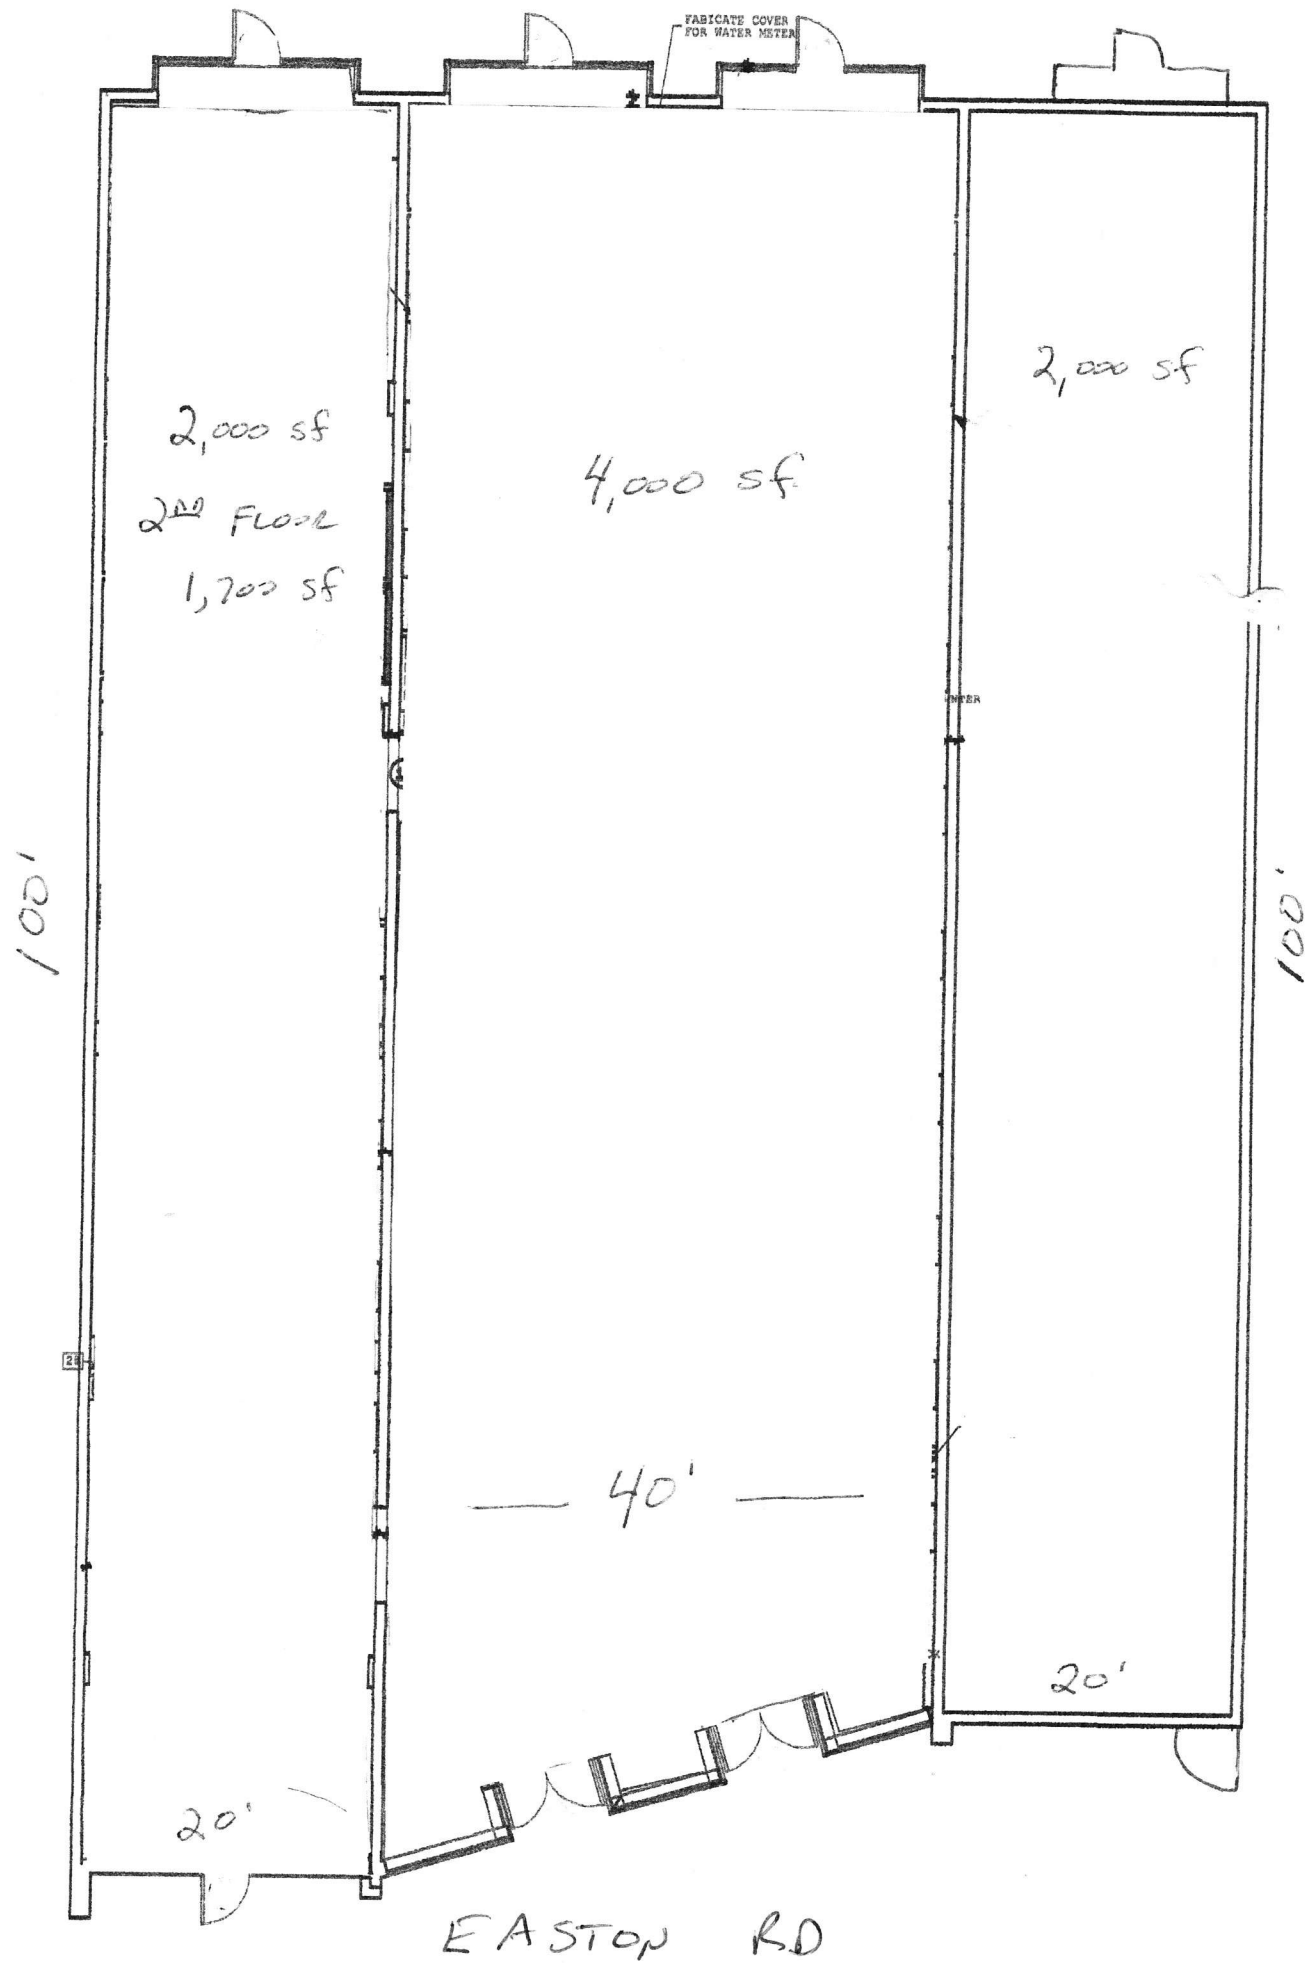 FABICATE COVER
FOR WATER METER
2,000 sf
4,000 sf
2,000 sf
2ND FLOOR
1,700 sf
NTER
100'
100'
40'
20'
20'
EASTON RD